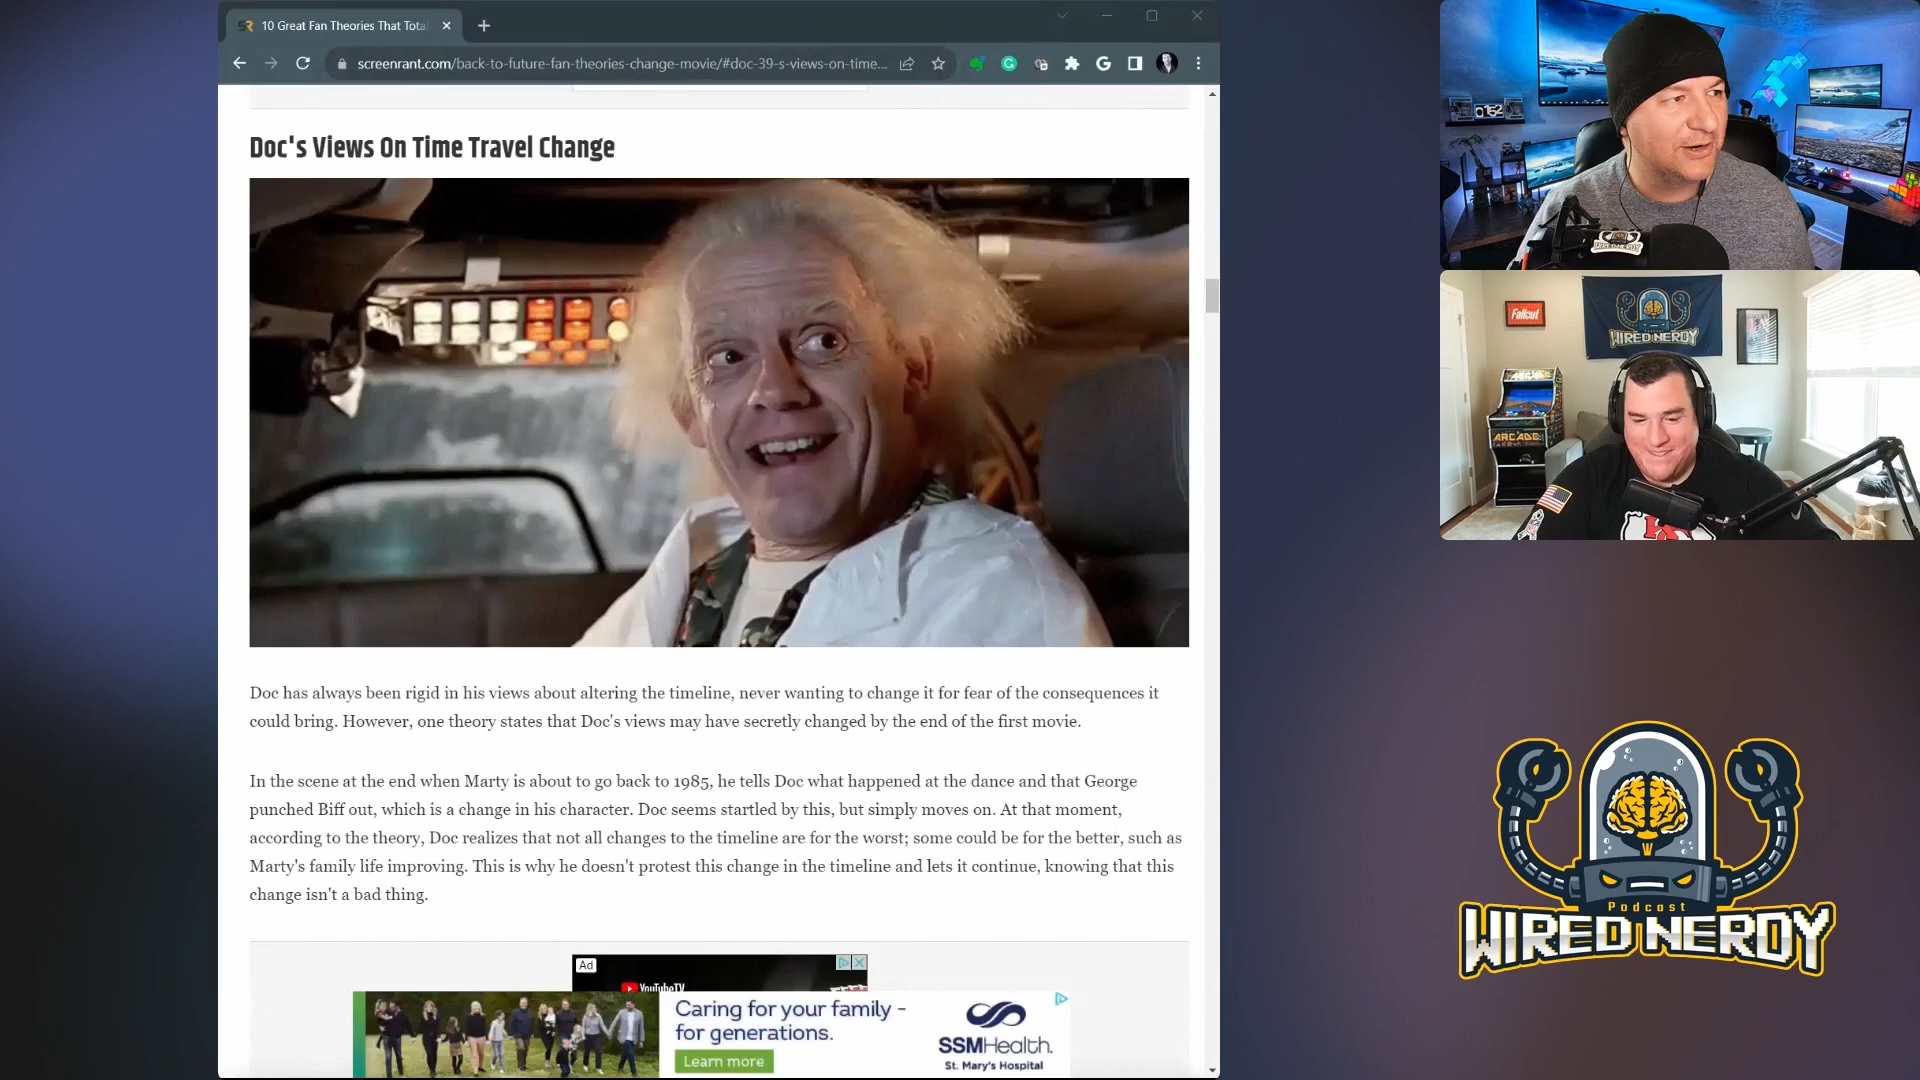 10 Great Fan Theories That Tota
screenrant.com/back-to-future-fan-theories-change-movie/#doc-39-s-views-on-time...
Doc's Views On Time Travel Change
Doc has always been rigid in his views about altering the timeline, never wanting to change it for fear of the consequences it
could bring. However, one theory states that Doc's views may have secretly changed by the end of the first movie.
In the scene at the end when Marty is about to go back to 1985, he tells Doc what happened at the dance and that George
punched Biff out, which is a change in his character. Doc seems startled by this, but simply moves on. At that moment,
according to the theory, Doc realizes that not all changes to the timeline are for the worst; some could be for the better, such as
Marty's family life improving. This is why he doesn't protest this change in the timeline and lets it continue, knowing that this
change isn't a bad thing.
Ad
YouTubeTV
Caring for your family -
for generations.
Learn more
SSMHealth.
St. Mary's Hospital
WIRED NERDY
Fallout
WIRED NERDY
ARCADE
Podcast
WIRED NERDY